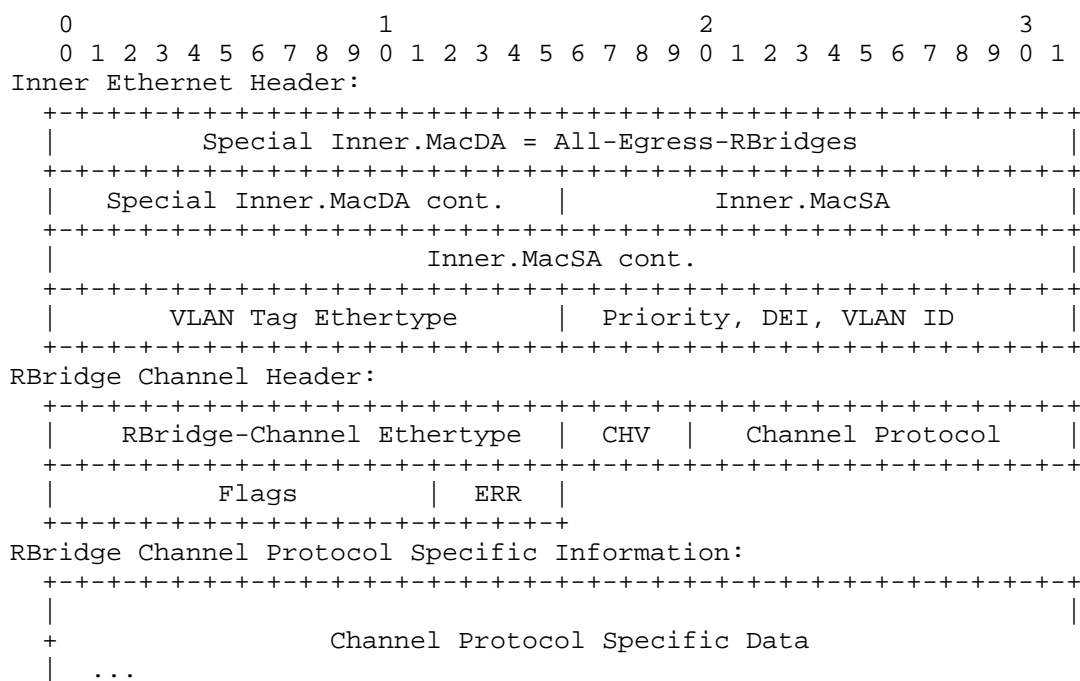 0                   1                   2                   3
    0 1 2 3 4 5 6 7 8 9 0 1 2 3 4 5 6 7 8 9 0 1 2 3 4 5 6 7 8 9 0 1
Inner Ethernet Header:
   +-+-+-+-+-+-+-+-+-+-+-+-+-+-+-+-+-+-+-+-+-+-+-+-+-+-+-+-+-+-+-+-+
   |         Special Inner.MacDA = All-Egress-RBridges             |
   +-+-+-+-+-+-+-+-+-+-+-+-+-+-+-+-+-+-+-+-+-+-+-+-+-+-+-+-+-+-+-+-+
   |   Special Inner.MacDA cont.   |         Inner.MacSA           |
   +-+-+-+-+-+-+-+-+-+-+-+-+-+-+-+-+-+-+-+-+-+-+-+-+-+-+-+-+-+-+-+-+
   |                       Inner.MacSA cont.                       |
   +-+-+-+-+-+-+-+-+-+-+-+-+-+-+-+-+-+-+-+-+-+-+-+-+-+-+-+-+-+-+-+-+
   |       VLAN Tag Ethertype      |  Priority, DEI, VLAN ID       |
   +-+-+-+-+-+-+-+-+-+-+-+-+-+-+-+-+-+-+-+-+-+-+-+-+-+-+-+-+-+-+-+-+
RBridge Channel Header:
   +-+-+-+-+-+-+-+-+-+-+-+-+-+-+-+-+-+-+-+-+-+-+-+-+-+-+-+-+-+-+-+-+
   |    RBridge-Channel Ethertype  |  CHV  |   Channel Protocol    |
   +-+-+-+-+-+-+-+-+-+-+-+-+-+-+-+-+-+-+-+-+-+-+-+-+-+-+-+-+-+-+-+-+
   |          Flags        |  ERR  |
   +-+-+-+-+-+-+-+-+-+-+-+-+-+-+-+-+
RBridge Channel Protocol Specific Information:
   +-+-+-+-+-+-+-+-+-+-+-+-+-+-+-+-+-+-+-+-+-+-+-+-+-+-+-+-+-+-+-+-+
   |                                                               |
   +                 Channel Protocol Specific Data
   |  ...